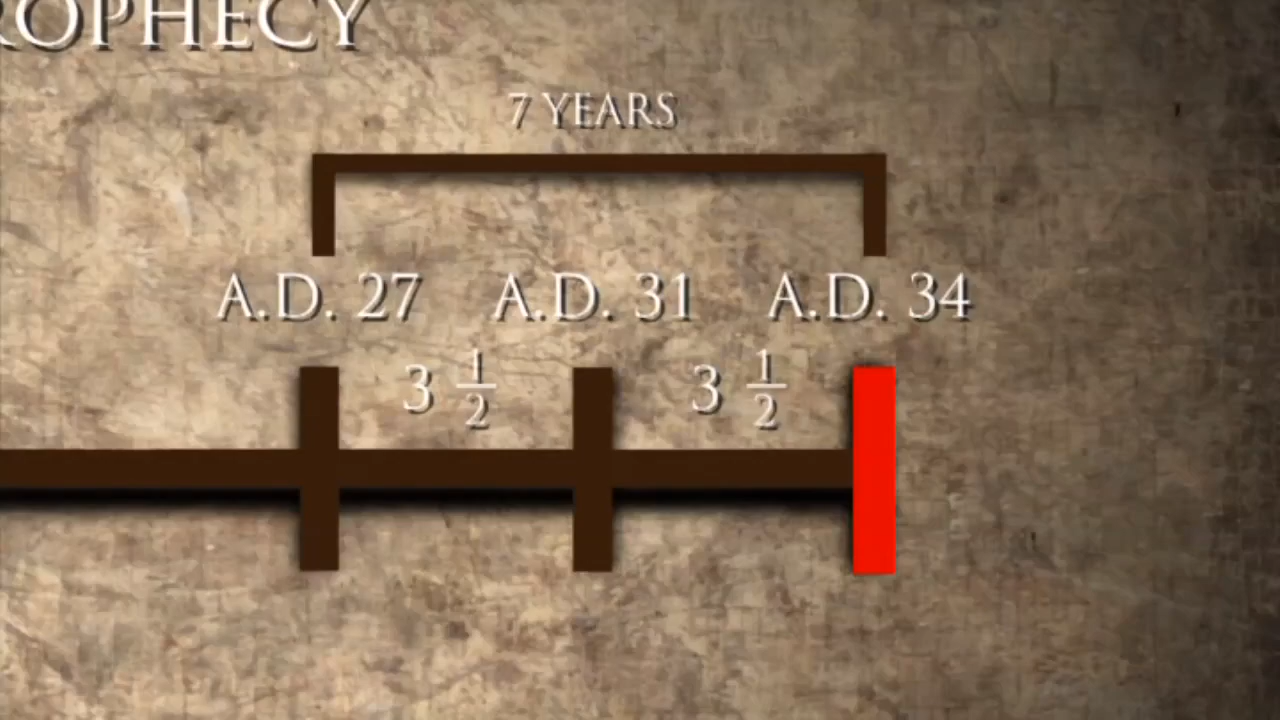 ROPHECY
7 YEARS
A.D. 27 A.D. 31 A.D. 34
3 1/2 3 1/2